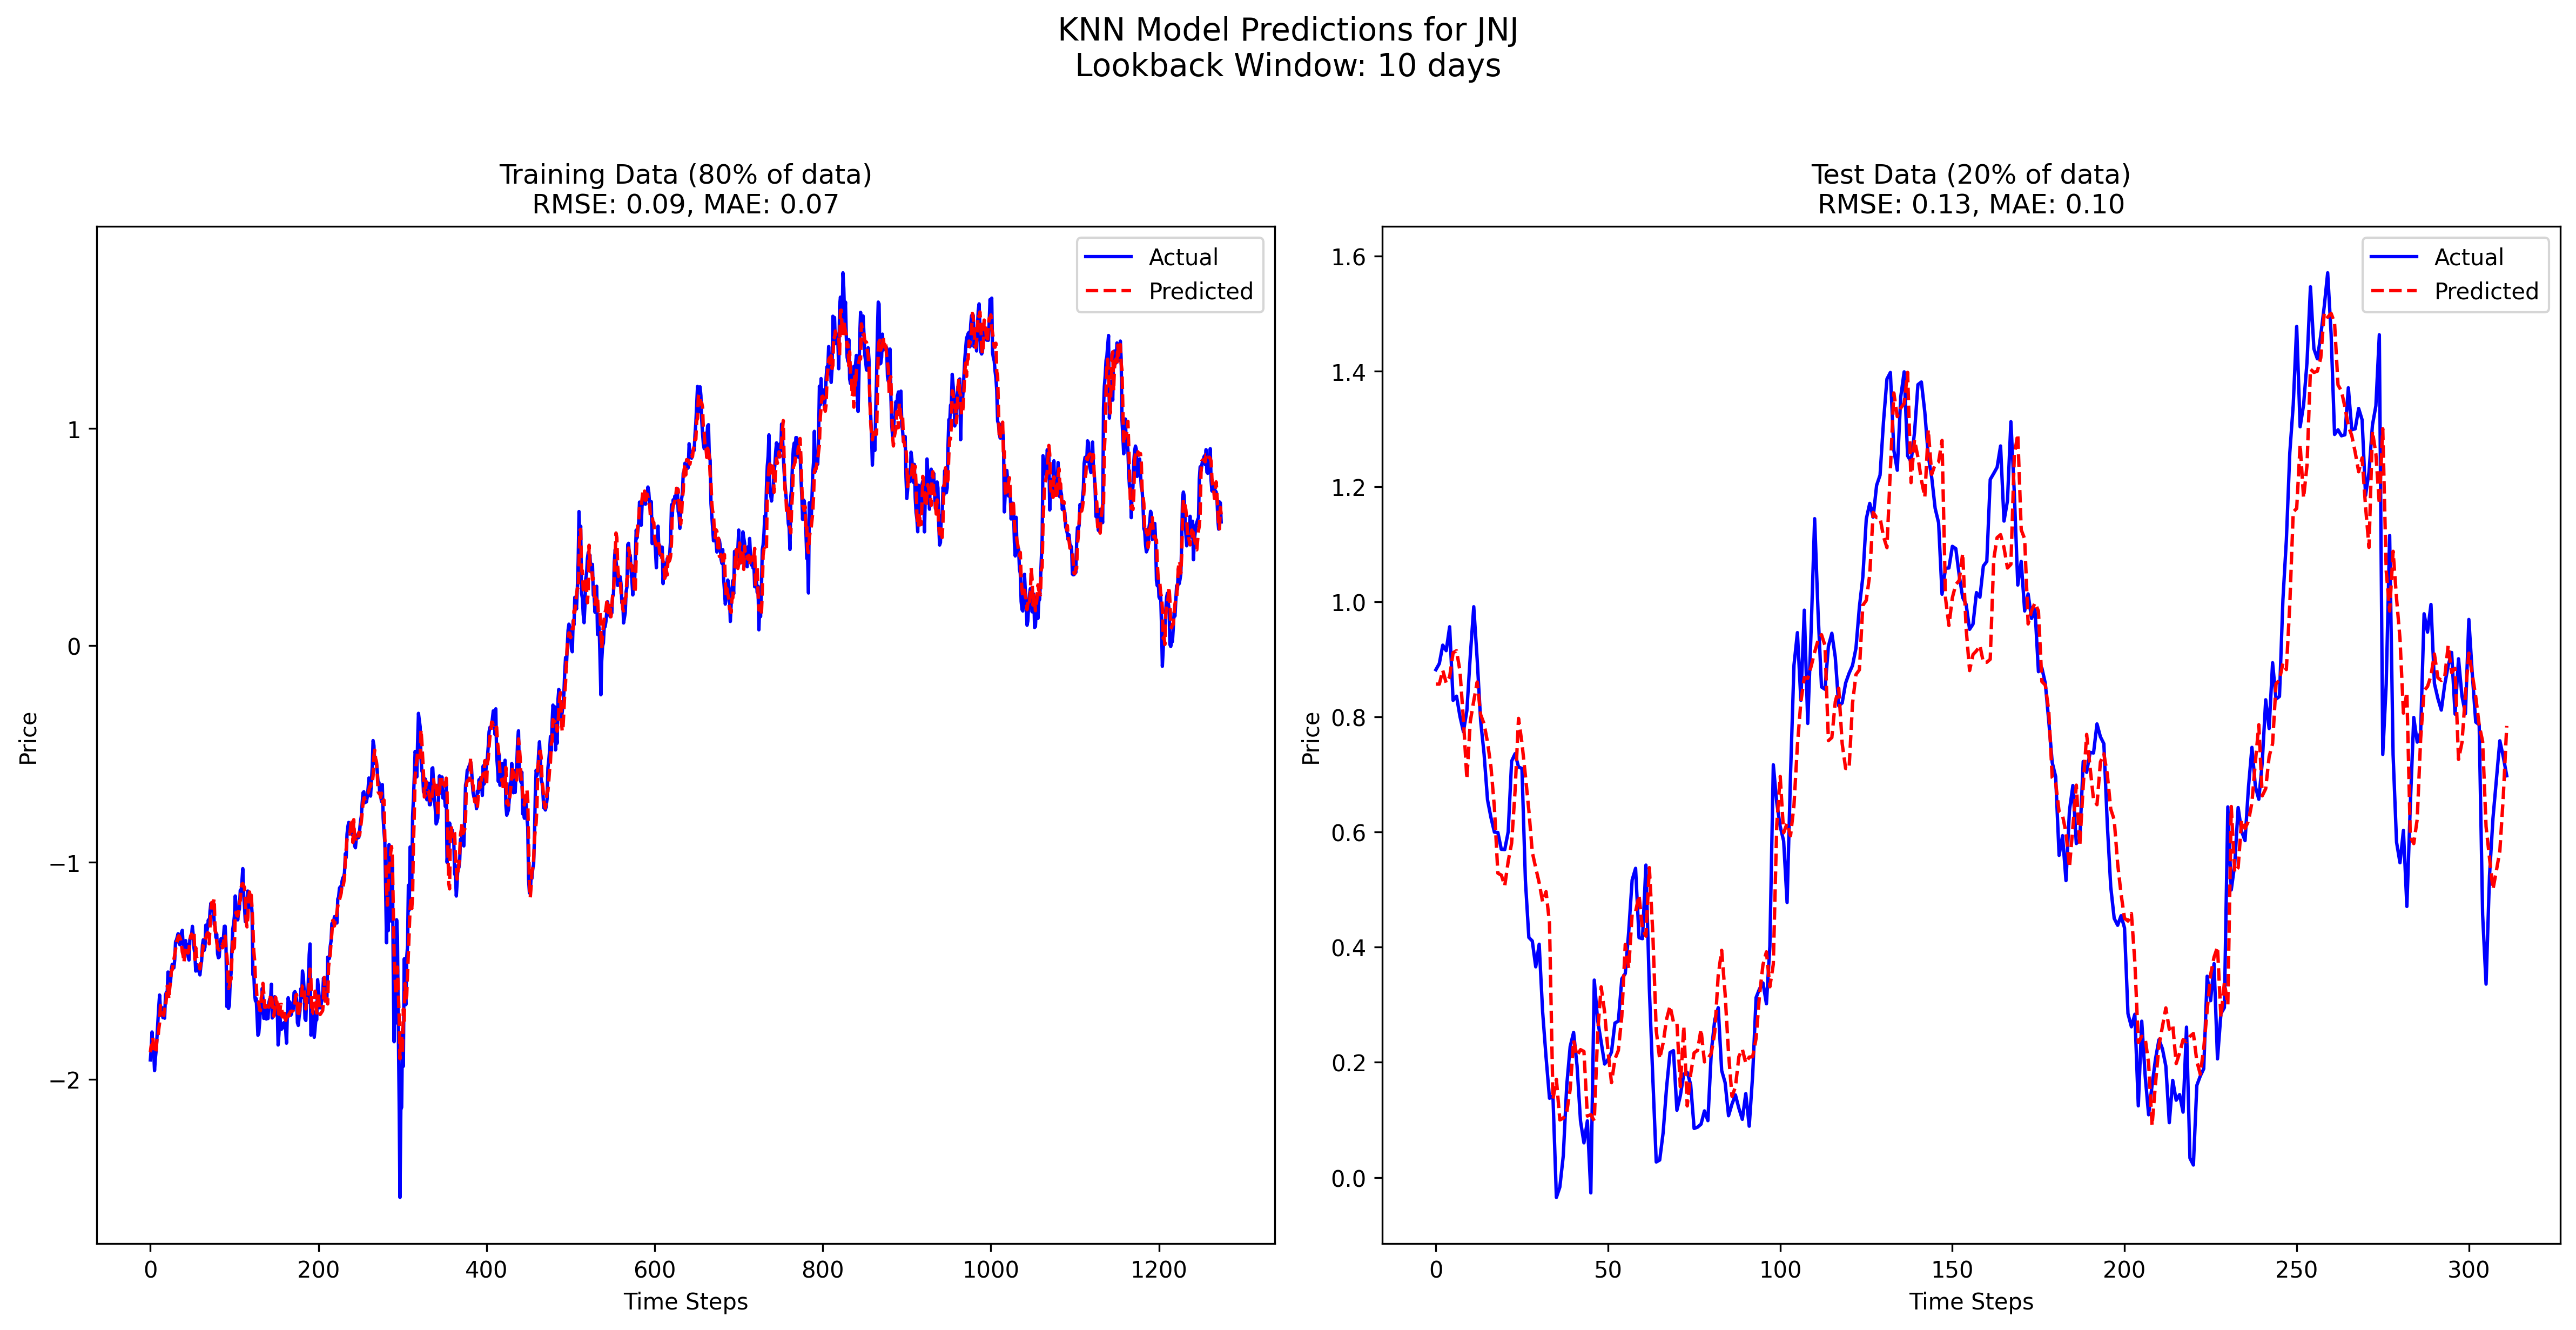 KNN Model Predictions for JNJ
Lookback Window: 10 days
Training Data (80% of data)
RMSE: 0.09, MAE: 0.07
Actual
Predicted
1
0
−1
−2
Price
0 200 400 600 800 1000 1200
Time Steps
Test Data (20% of data)
RMSE: 0.13, MAE: 0.10
Actual
Predicted
1.6
1.4
1.2
1.0
0.8
0.6
0.4
0.2
0.0
Price
0 50 100 150 200 250 300
Time Steps